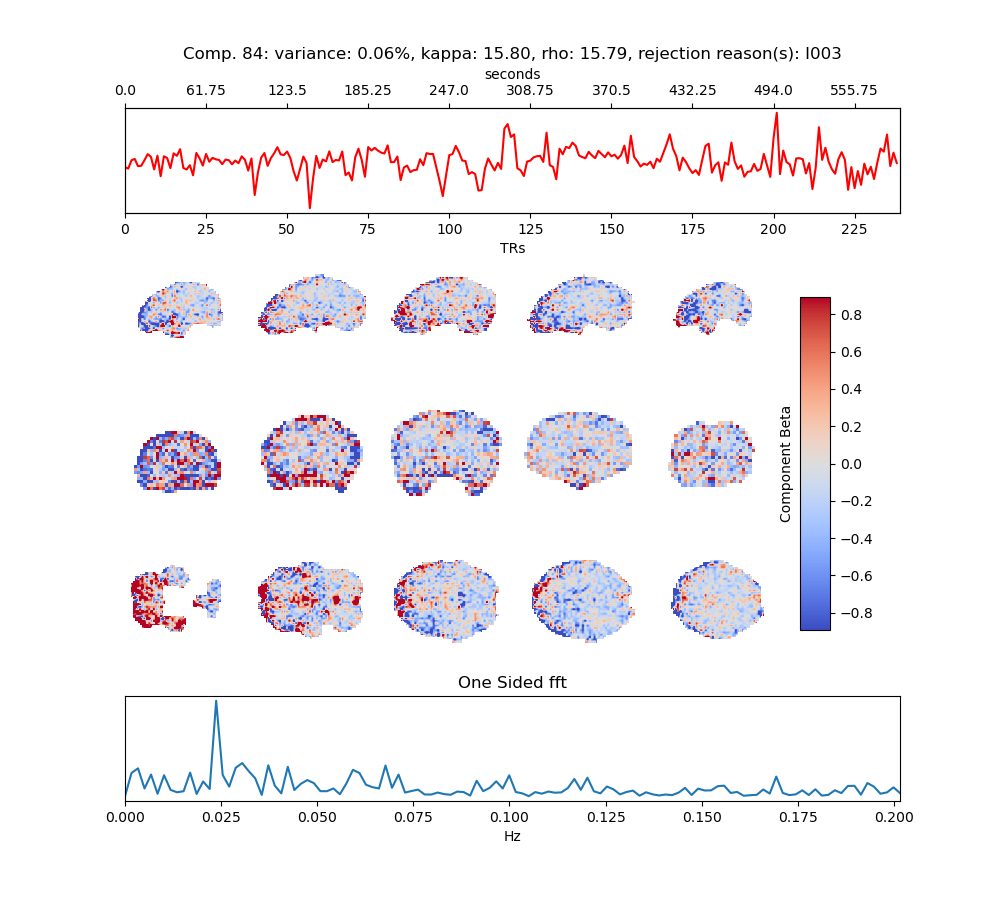 Comp. 84: variance: 0.06%, kappa: 15.80, rho: 15.79, rejection reason(s): I003
seconds
0.0 61.75 123.5 185.25 247.0 308.75 370.5 432.25 494.0 555.75
0 25 50 75 100 125 150 175 200 225
TRs
0.8
0.6
0.4
0.2
0.0
−0.2
−0.4
−0.6
−0.8
Component Beta
One Sided fft
0.000 0.025 0.050 0.075 0.100 0.125 0.150 0.175 0.200
Hz